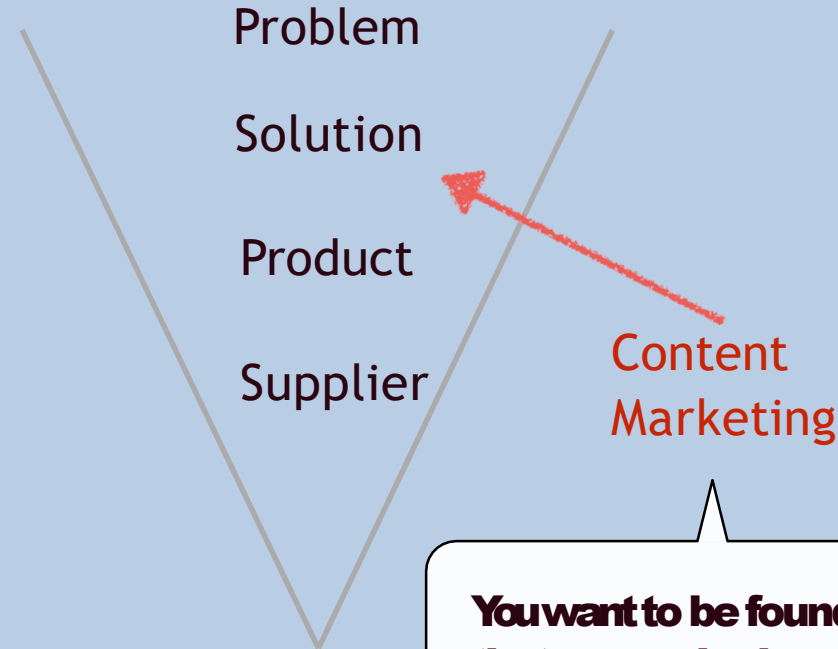 Problem
Solution
Product
Supplier
Content
Marketing
You want to be found